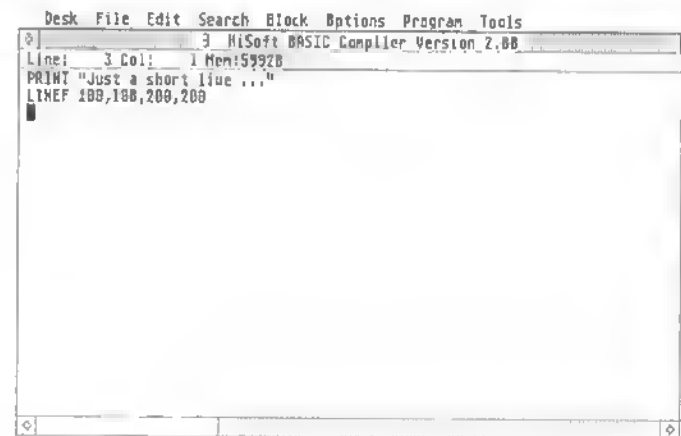 Desk File Edit Search Block Options Program Tools
3 HiSoft BASIC Compiler Version 2.00
Line: 3 Col: 1 Mem:59928
PRINT "Just a short line ..."
LINEF 100,100,200,200